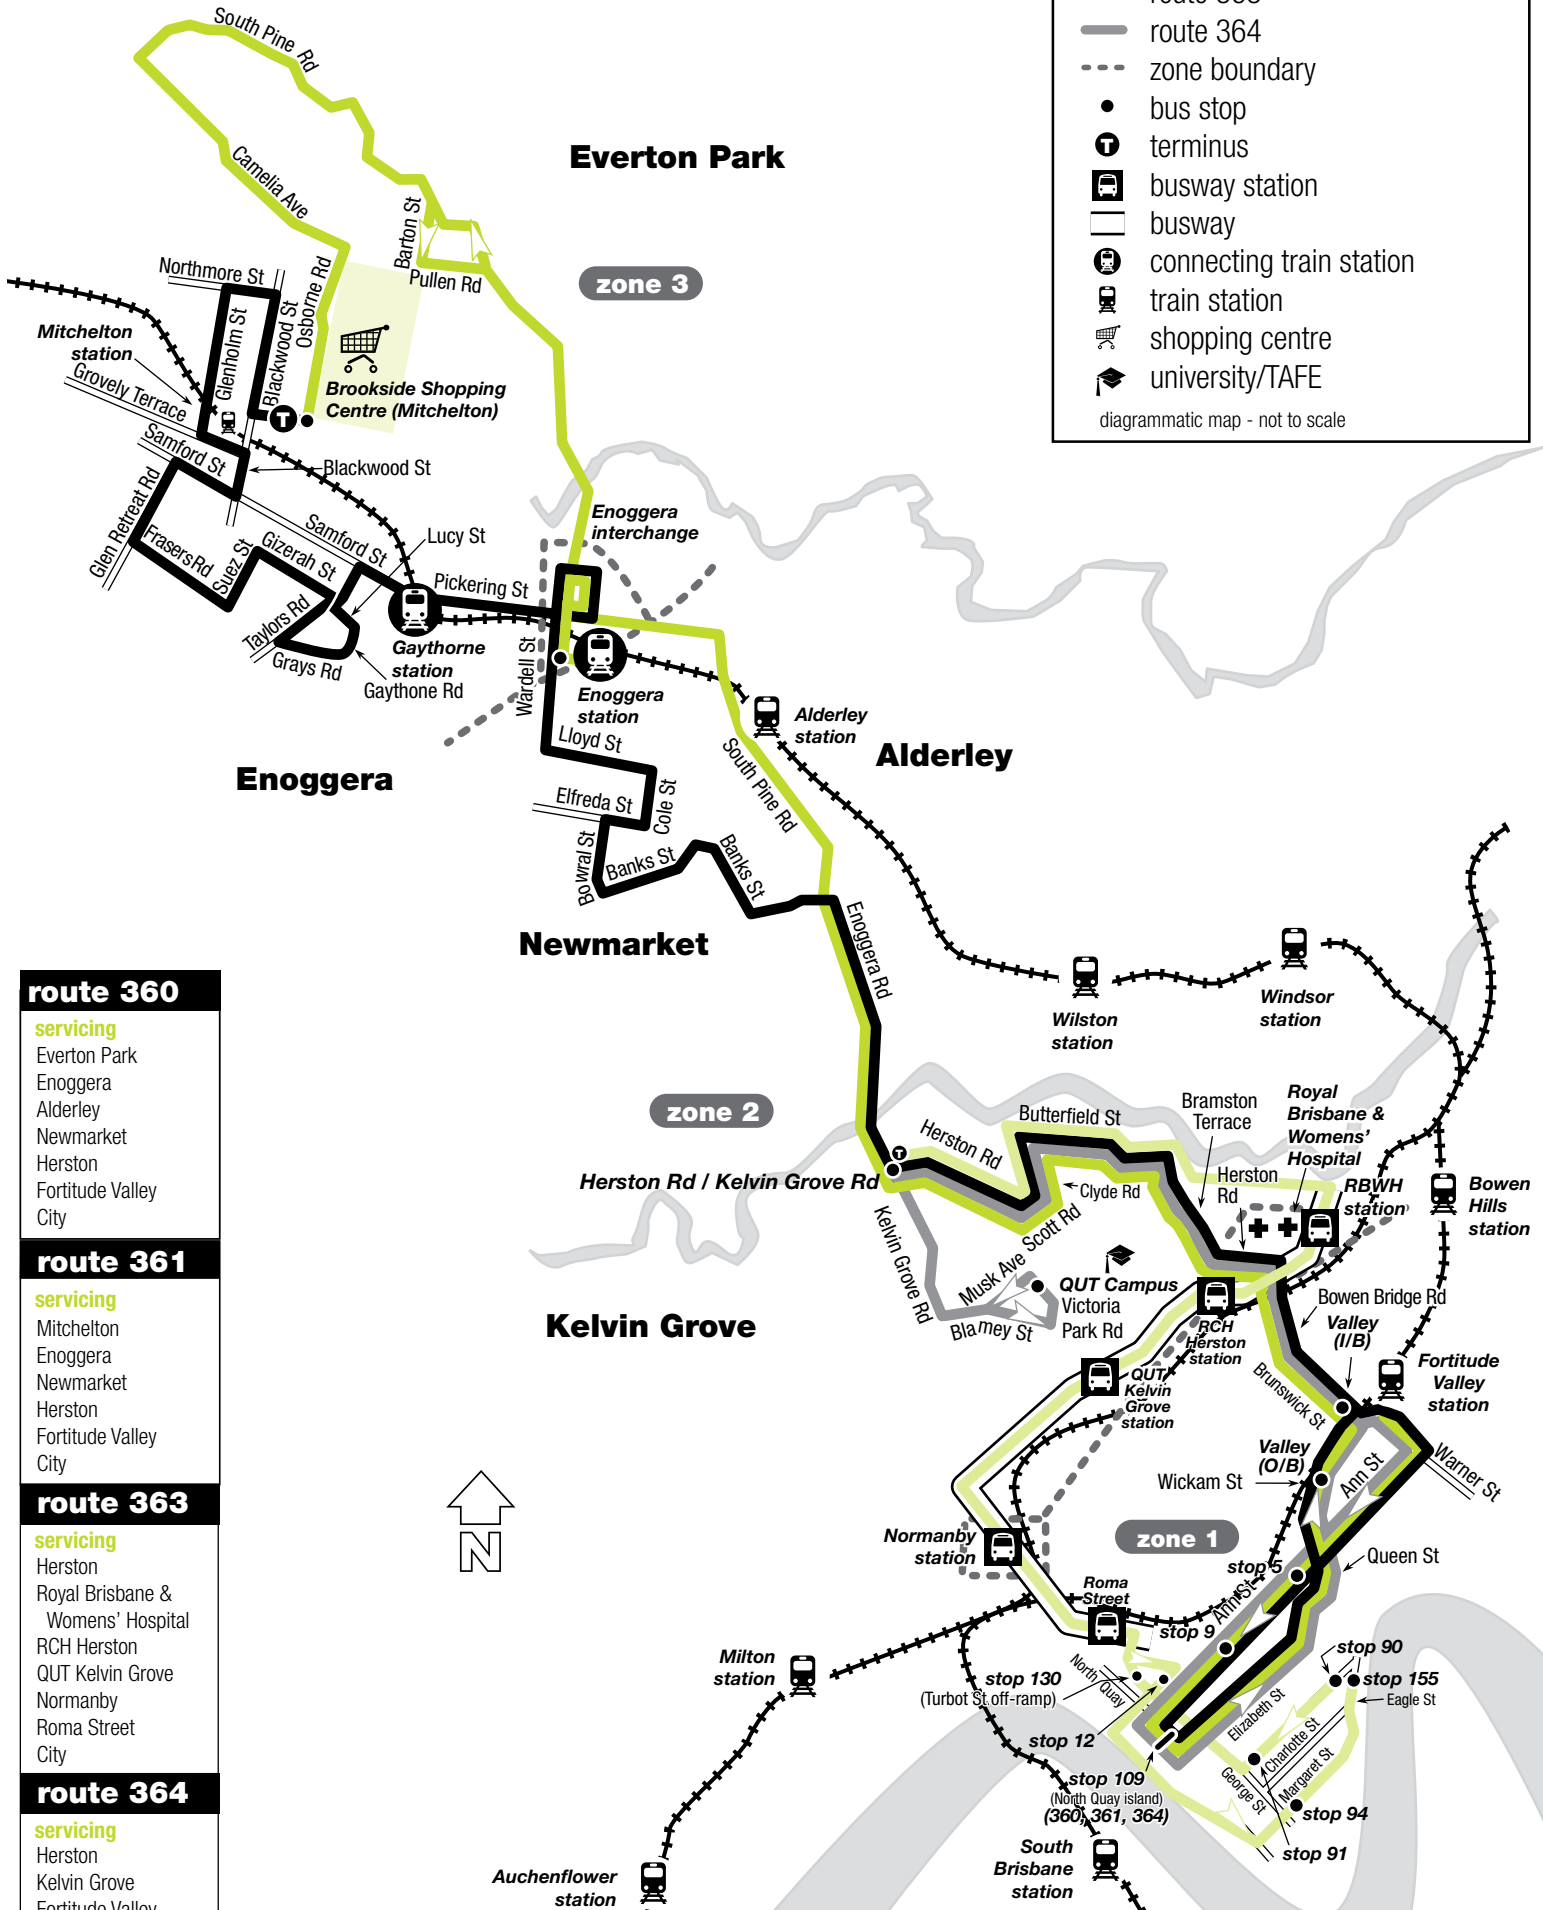 route 364
zone boundary
bus stop
T terminus
busway station
busway
connecting train station
train station
shopping centre
university/TAFE
diagrammatic map - not to scale
South Pine Rd
Everton Park
Camelia Ave
Barton St
Pullen Rd
zone 3
Northmore St
Osborne Rd
Blackwood St
Glenholm St
Mitchelton
station
Grovely Terrace
T
Brookside Shopping
Centre (Mitchelton)
Samford St
Blackwood St
Glen Retreat Rd
Frasers Rd
Suez St
Gizerah St
Samford St
Lucy St
Enoggera
interchange
Pickering St
I
Taylors Rd
Grays Rd
Gaythorne
station
Gaythone Rd
Wardell St
Enoggera
station
Alderley
station
Alderley
Enoggera
Lloyd St
South Pine Rd
Elfreda St
Cole St
Bowral St
Banks St
Banks St
Newmarket
Enoggera Rd
Wilston
station
Windsor
station
route 360
servicing
Everton Park
Enoggera
Alderley
Newmarket
Herston
Fortitude Valley
City
route 361
servicing
Mitchelton
Enoggera
Newmarket
Herston
Fortitude Valley
City
route 363
servicing
Herston
Royal Brisbane &
Womens' Hospital
RCH Herston
QUT Kelvin Grove
Normanby
Roma Street
City
route 364
servicing
Herston
Kelvin Grove
Fortitude Valley
zone 2
T
Herston Rd / Kelvin Grove Rd
Herston Rd
Butterfield St
Bramston
Terrace
Royal
Brisbane &
Womens'
Hospital
Herston
Rd
RBWH
station
Bowen
Hills
station
Clyde Rd
Scott Rd
Musk Ave
Kelvin Grove Rd
Blamey St
QUT Campus
Victoria
Park Rd
RCH
Herston
station
Bowen Bridge Rd
Valley
(I/B)
Kelvin Grove
QUT
Kelvin
Grove
station
Brunswick St
Fortitude
Valley
station
Valley
(O/B)
Wickam St
Ann St
Warner St
N
Normanby
station
zone 1
Queen St
stop 5
Roma
Street
Ann St
stop 9
Milton
station
North Quay
stop 130
(Turbot St.off-ramp)
stop 12
stop 90
stop 155
Eagle St
Elizabeth St
Charlotte St
Margaret St
George St
stop 109
(North Quay island)
(360, 361, 364)
stop 94
stop 91
South
Brisbane
station
Auchenflower
station